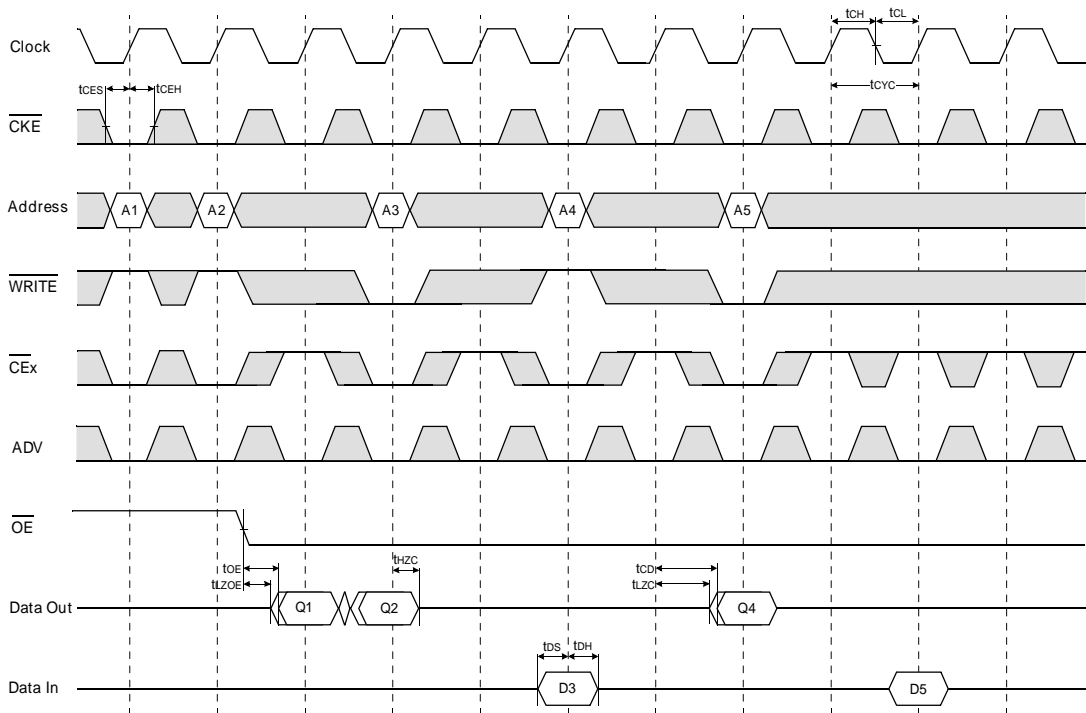 Clock
tCH tCL
tCYC
tCES tCEH
CKE
Address
A1 A2 A3 A4 A5
WRITE
CEx
ADV
OE
tOE
tLZOE
tHZC
tCD
tLZC
Data Out
Q1 Q2 Q4
tDS tDH
Data In
D3 D5